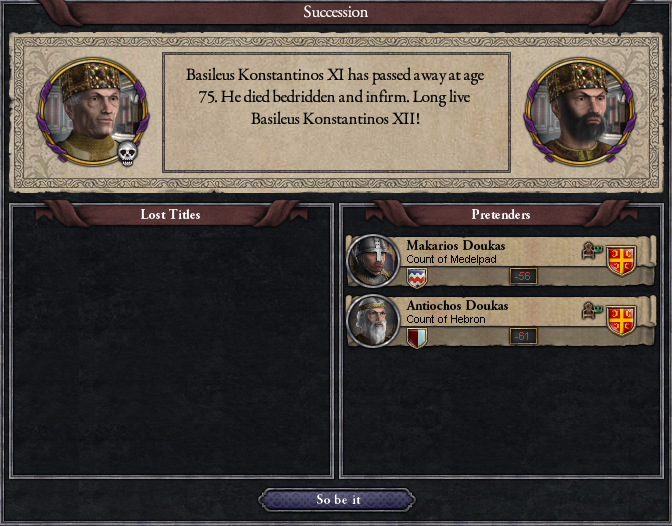 Succession
Basileus Konstantinos XI has passed away at age
75. He died bedridden and infirm. Long live
Basileus Konstantinos XII!
Lost Titles
Pretenders
Makarios Doukas
Count of Medelpad
-56
Antiochos Doukas
Count of Hebron
-61
So be it